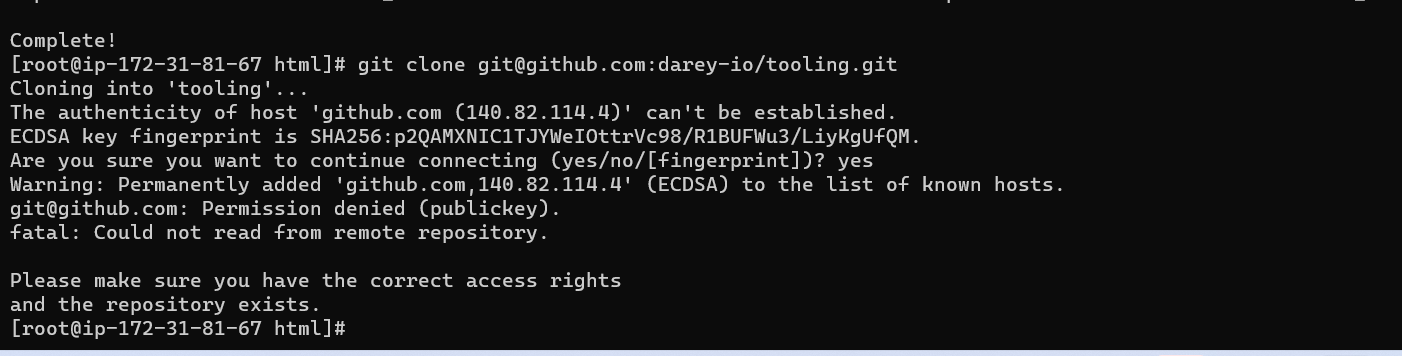 Complete!
[root@ip-172-31-81-67 html]# git clone git@github.com:darey-io/tooling.git
Cloning into 'tooling'...
The authenticity of host 'github.com (140.82.114.4)' can't be established.
ECDSA key fingerprint is SHA256:p2QAMXNIC1TJYWeIOttrVc98/R1BUFWu3/LiyKgUfQM.
Are you sure you want to continue connecting (yes/no/[fingerprint])? yes
Warning: Permanently added 'github.com,140.82.114.4' (ECDSA) to the list of known hosts.
git@github.com: Permission denied (publickey).
fatal: Could not read from remote repository.
Please make sure you have the correct access rights
and the repository exists.
[root@ip-172-31-81-67 html]#